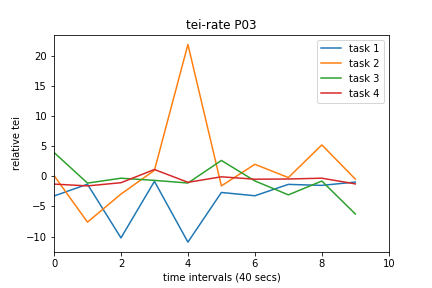 tei-rate P03
task 1
task 2
task 3
task 4
relative tei
20
15
10
5
0
−5
−10
0 2 4 6 8 10
time intervals (40 secs)